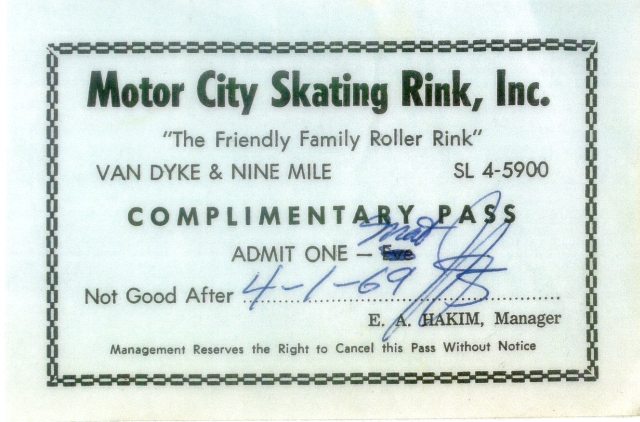 Motor City Skating Rink, Inc.
"The Friendly Family Roller Rink"
VAN DYKE & NINE MILE SL 4-5900
COMPLIMENTARY PASS
ADMIT ONE –
Not Good After 4-1-69
E. A. HAKIM, Manager
Management Reserves the Right to Cancel this Pass Without Notice